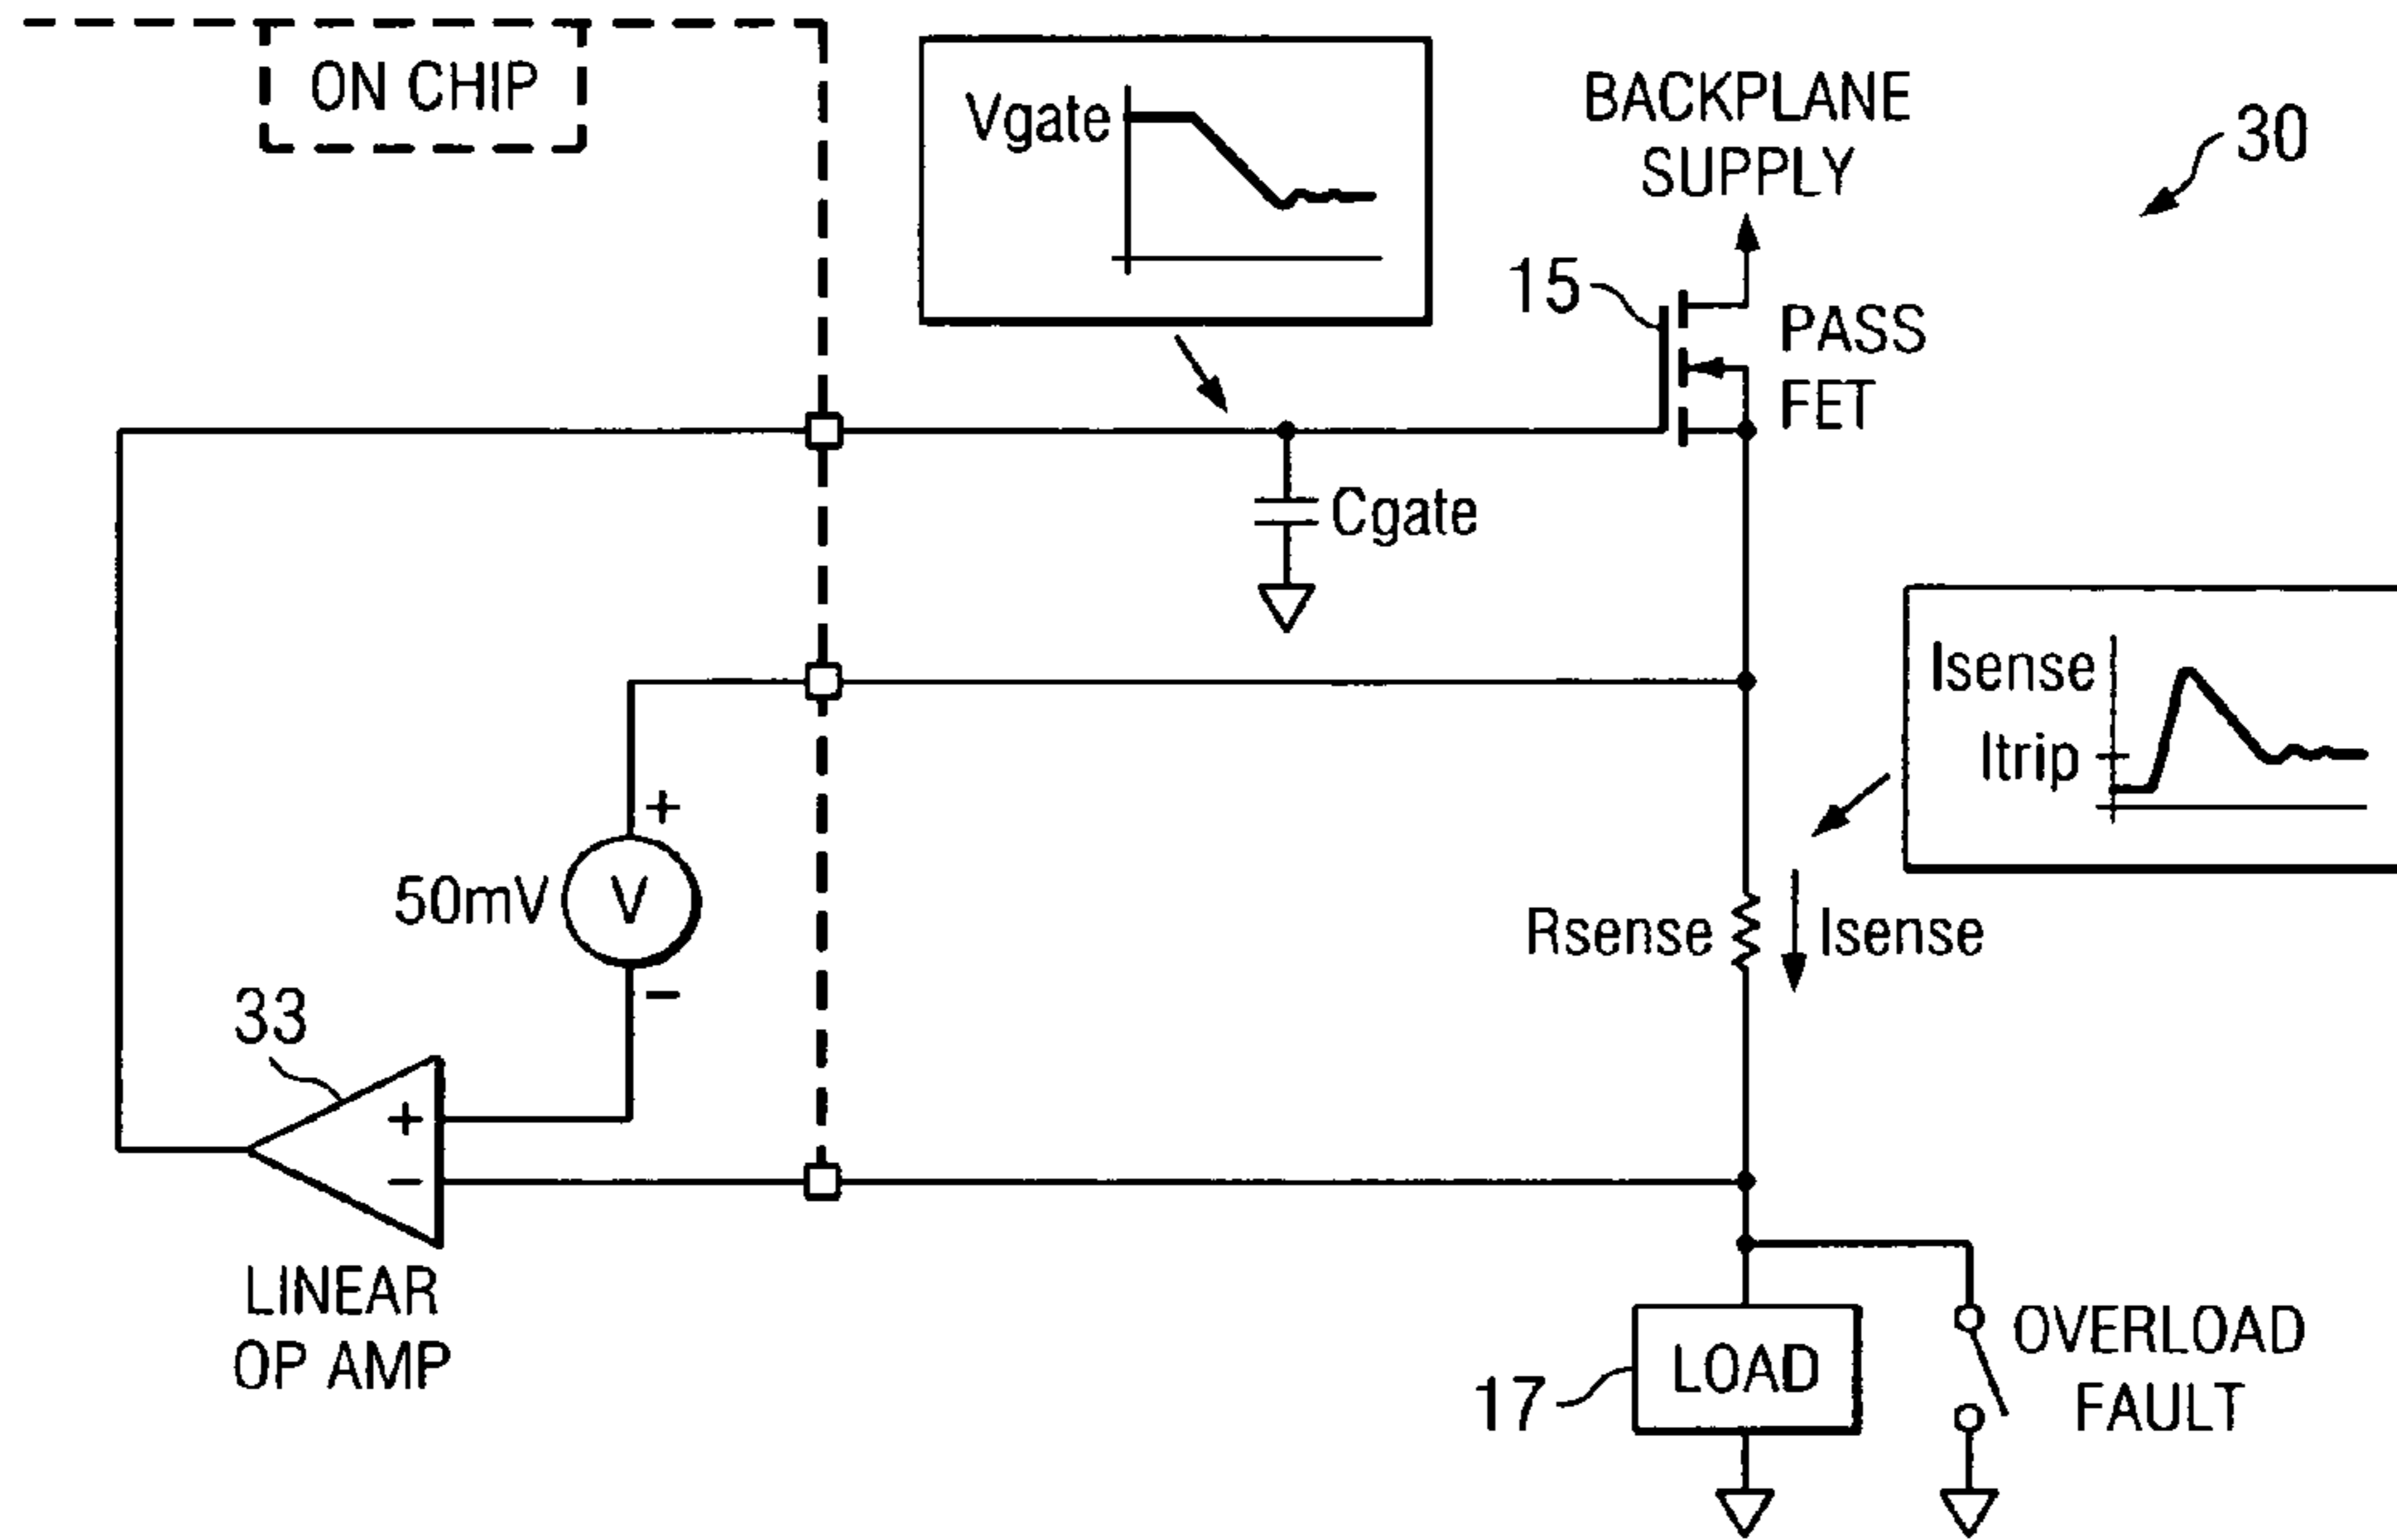 ON CHIP
Vgate
BACKPLANE
SUPPLY
30
15
PASS
FET
Cgate
Isense
Itrip
+
50mV
V
−
Rsense
Isense
33
+
−
LINEAR
OP AMP
LOAD
17
OVERLOAD
FAULT